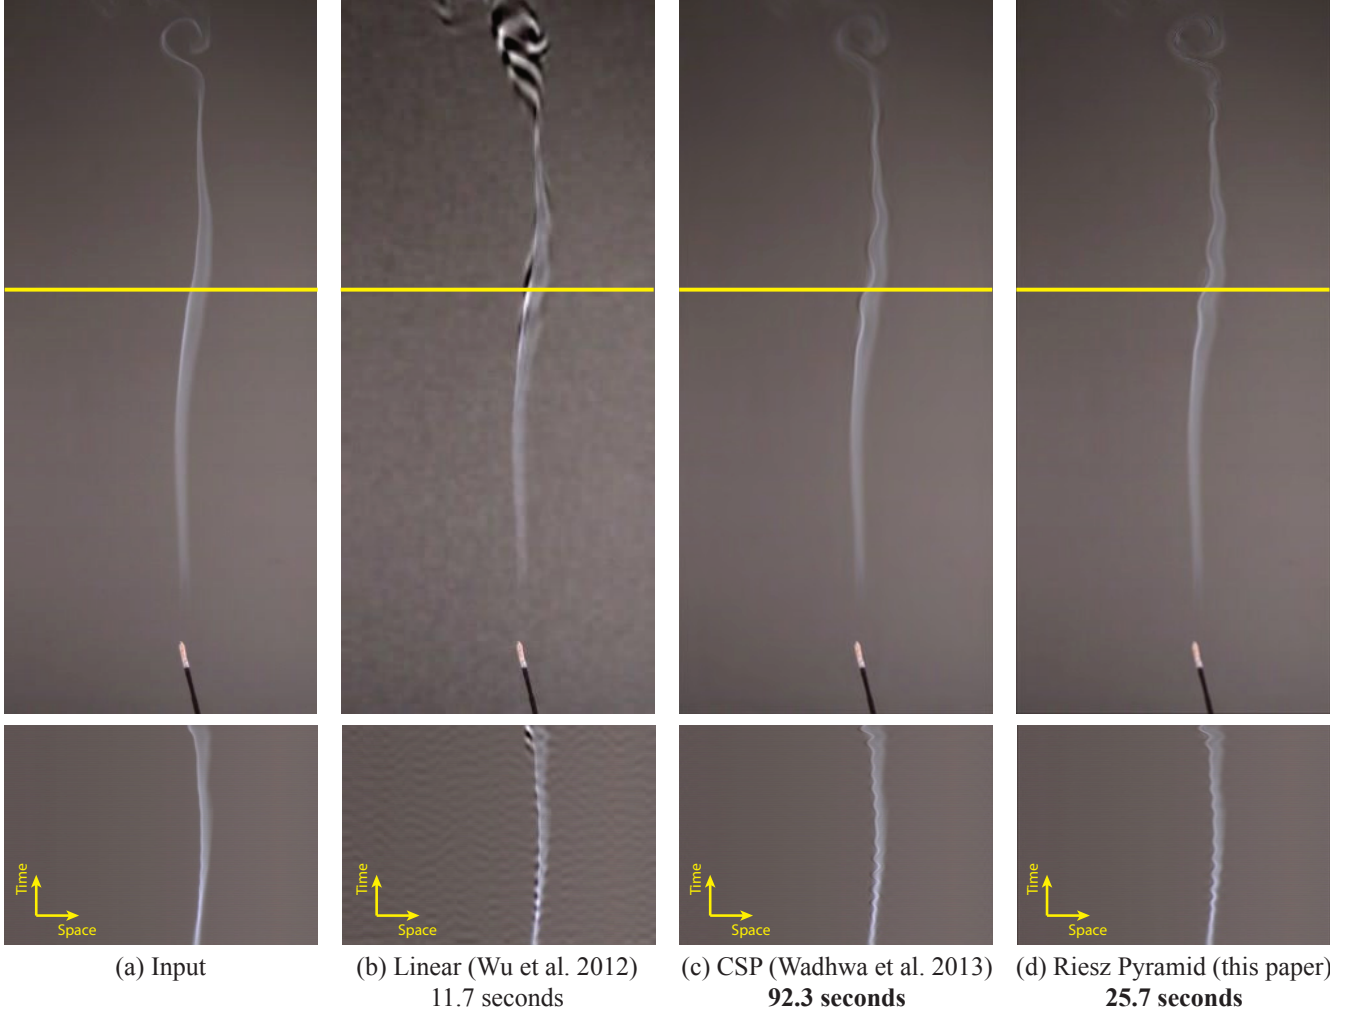 Time
Space
Time
Space
Time
Space
Time
Space
(a) Input
(b) Linear (Wu et al. 2012)
11.7 seconds
(c) CSP (Wadhwa et al. 2013)
92.3 seconds
(d) Riesz Pyramid (this paper)
25.7 seconds